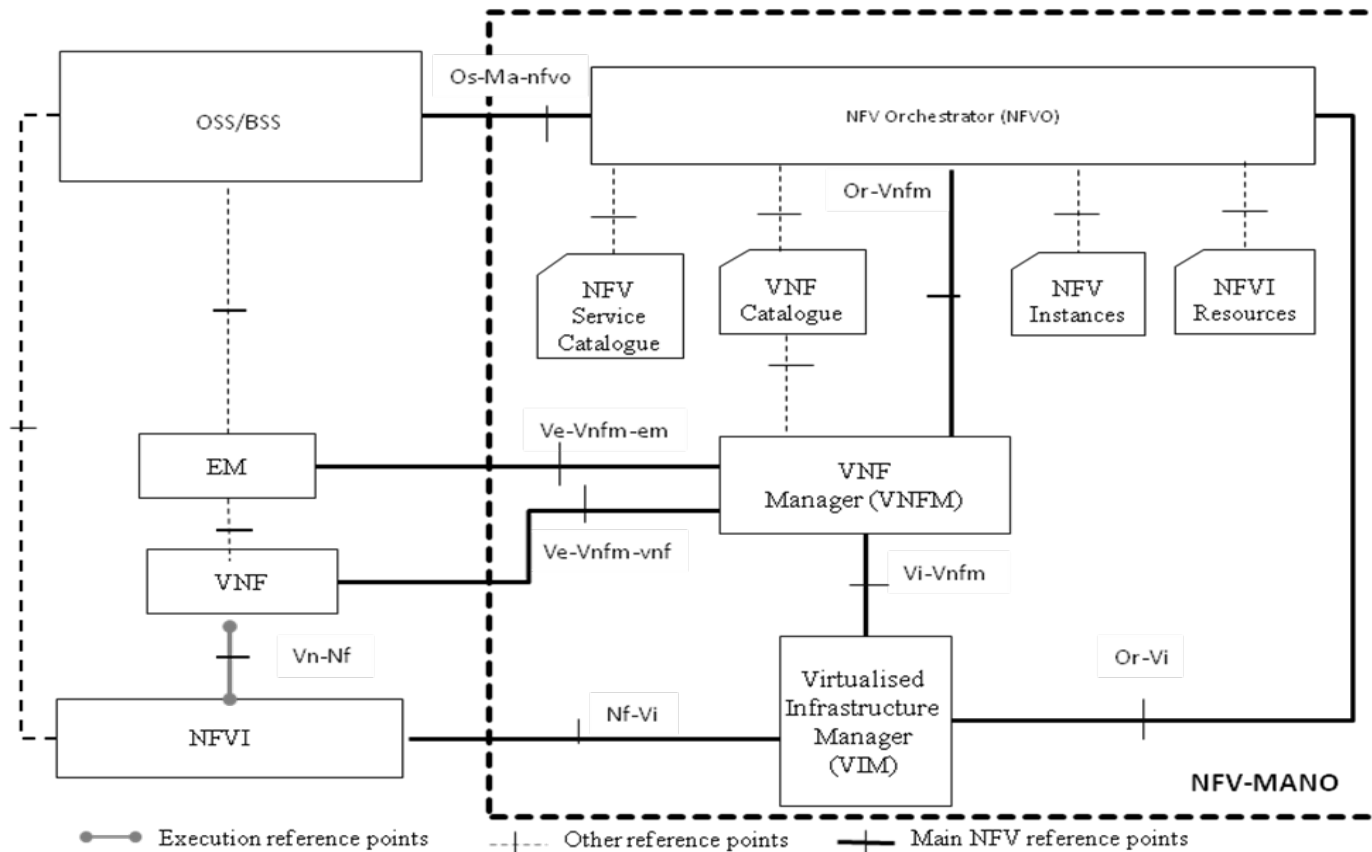 Os-Ma-nfvo
OSS/BSS
NFV Orchestrator (NFVO)
Or-Vnfm
NFV
Service
Catalogue
VNF
Catalogue
NFV
Instances
NFVI
Resources
Ve-Vnfm-em
EM
VNF
Manager (VNFM)
Ve-Vnfm-vnf
VNF
Vi-Vnfm
Vn-Nf
Or-Vi
Virtualised
Infrastructure
Manager
(VIM)
Nf-Vi
NFVI
NFV-MANO
Execution reference points
Other reference points
Main NFV reference points